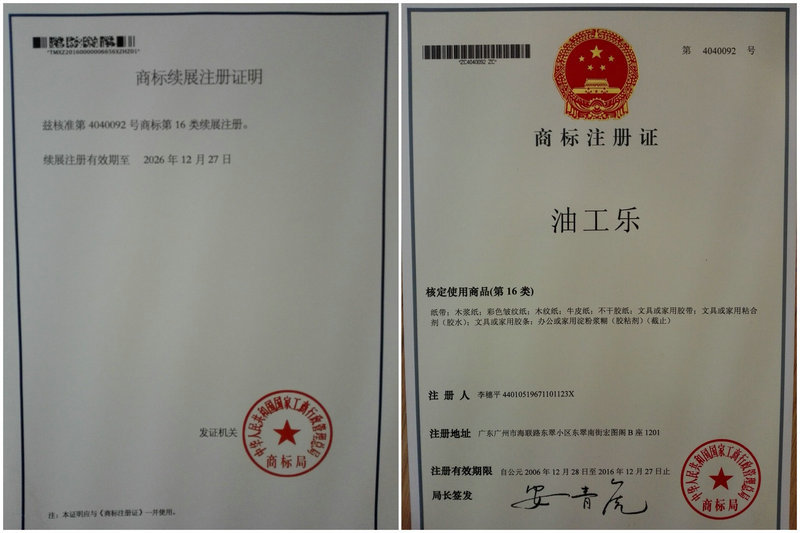 *TMXZ20160000006656XZHZ01*
商标续展注册证明
兹核准第 4040092 号商标第 16 类续展注册。
续展注册有效期至 2026 年 12 月 27 日
发证机关
中华人民共和国国家工商行政管理总局
商标局
注：本证明应与《商标注册证》一并使用。
*ZC4040092 ZC*
第 4040092 号
商标注册证
油工乐
核定使用商品(第 16 类)
纸带；木浆纸；彩色皱纹纸；木纹纸；牛皮纸；不干胶纸；文具或家用胶带；文具或家用粘合
剂（胶水）；文具或家用胶条；办公或家用淀粉浆糊（胶粘剂）（截止）
注 册 人 李穗平 44010519671101123X
注册地址 广东广州市海联路东翠小区东翠南街宏图阁 B 座 1201
注册有效期限 自公元 2006 年 12 月 28 日至 2016 年 12 月 27 日止
局长签发 安青虎
中华人民共和国国家工商行政管理总局
商标局